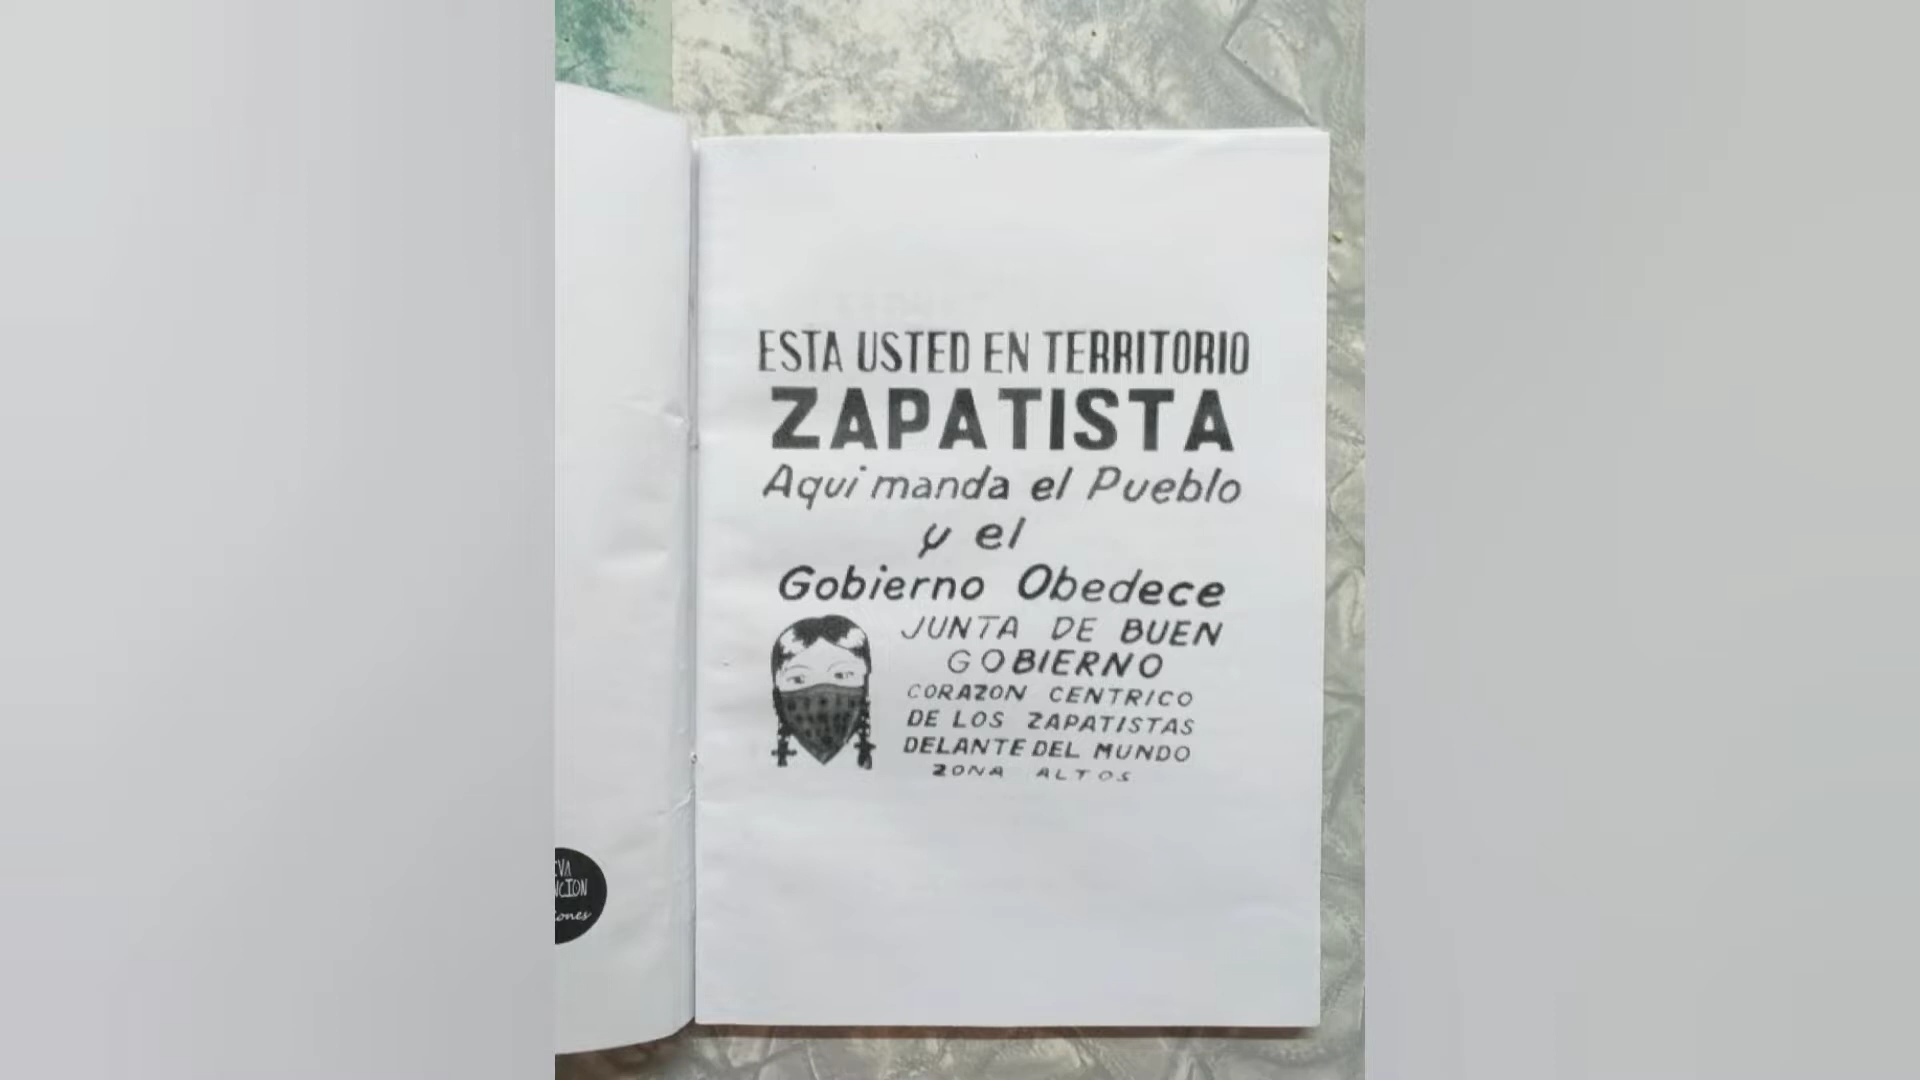 ESTA USTED EN TERRITORIO
ZAPATISTA
Aqui manda el Pueblo
y el
Gobierno Obedece
JUNTA DE BUEN
GOBIERNO
CORAZON CENTRICO
DE LOS ZAPATISTAS
DELANTE DEL MUNDO
ZONA ALTOS